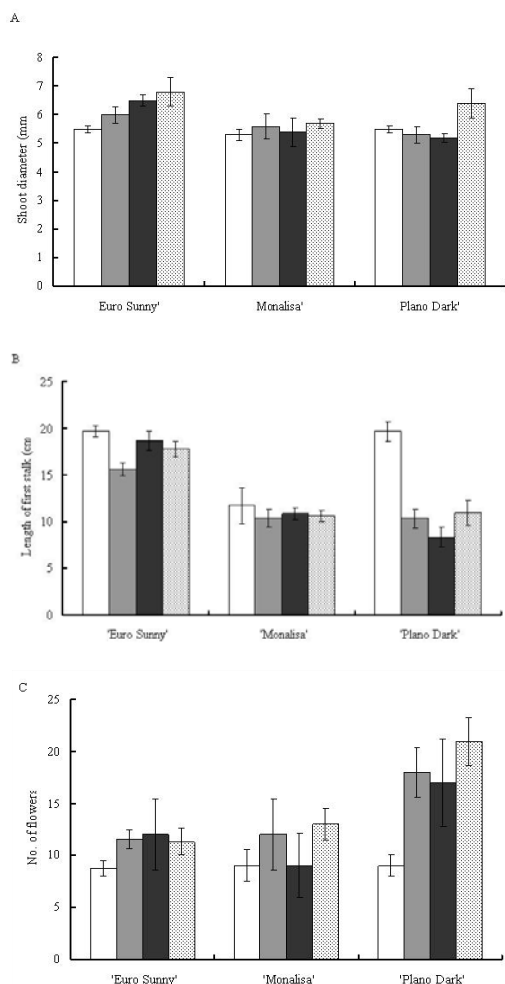 A
Shoot diameter (mm
8
7
6
5
4
3
2
1
0
Euro Sunny' Monalisa' Plano Dark'
B
Length of first stalk (cm
25
20
15
10
5
0
'Euro Sunny' 'Monalisa' 'Plano Dark'
C
No. of flowers
25
20
15
10
5
0
'Euro Sunny' 'Monalisa' 'Plano Dark'